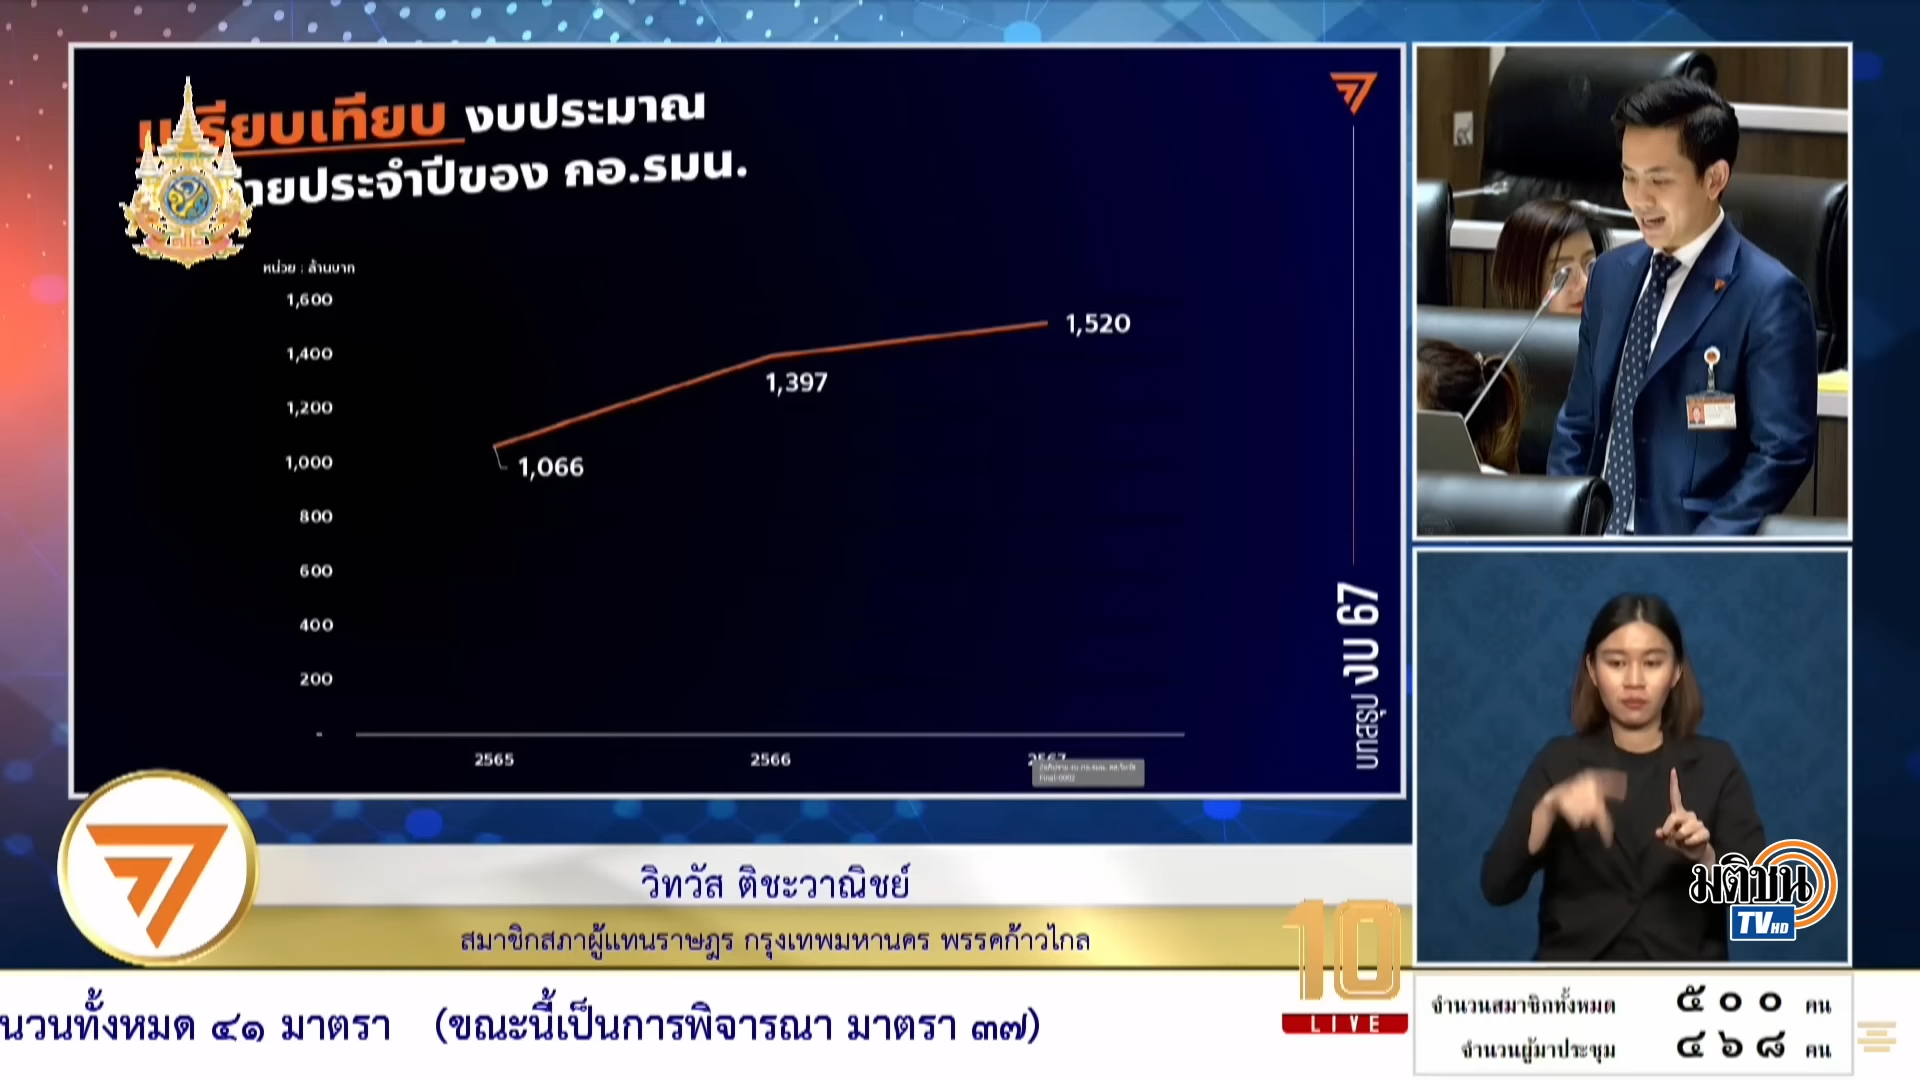 เปรียบเทียบ งบประมาณ
ประจำปีของ กอ.รมน.
หน่วย : ล้านบาท
1,600
1,400
1,200
1,000
800
600
400
200
-
1,066
1,397
1,520
2565
2566
2567
บทสรุป งบ 67
วิทวัส ติชะวาณิชย์
สมาชิกสภาผู้แทนราษฎร กรุงเทพมหานคร พรรคก้าวไกล
10
LIVE
มติชน
TV HD
นวนทั้งหมด ๔๑ มาตรา (ขณะนี้เป็นการพิจารณา มาตรา ๓๗)
จำนวนสมาชิกทั้งหมด ๕๐๐ คน
จำนวนผู้มาประชุม ๔๖๘ คน